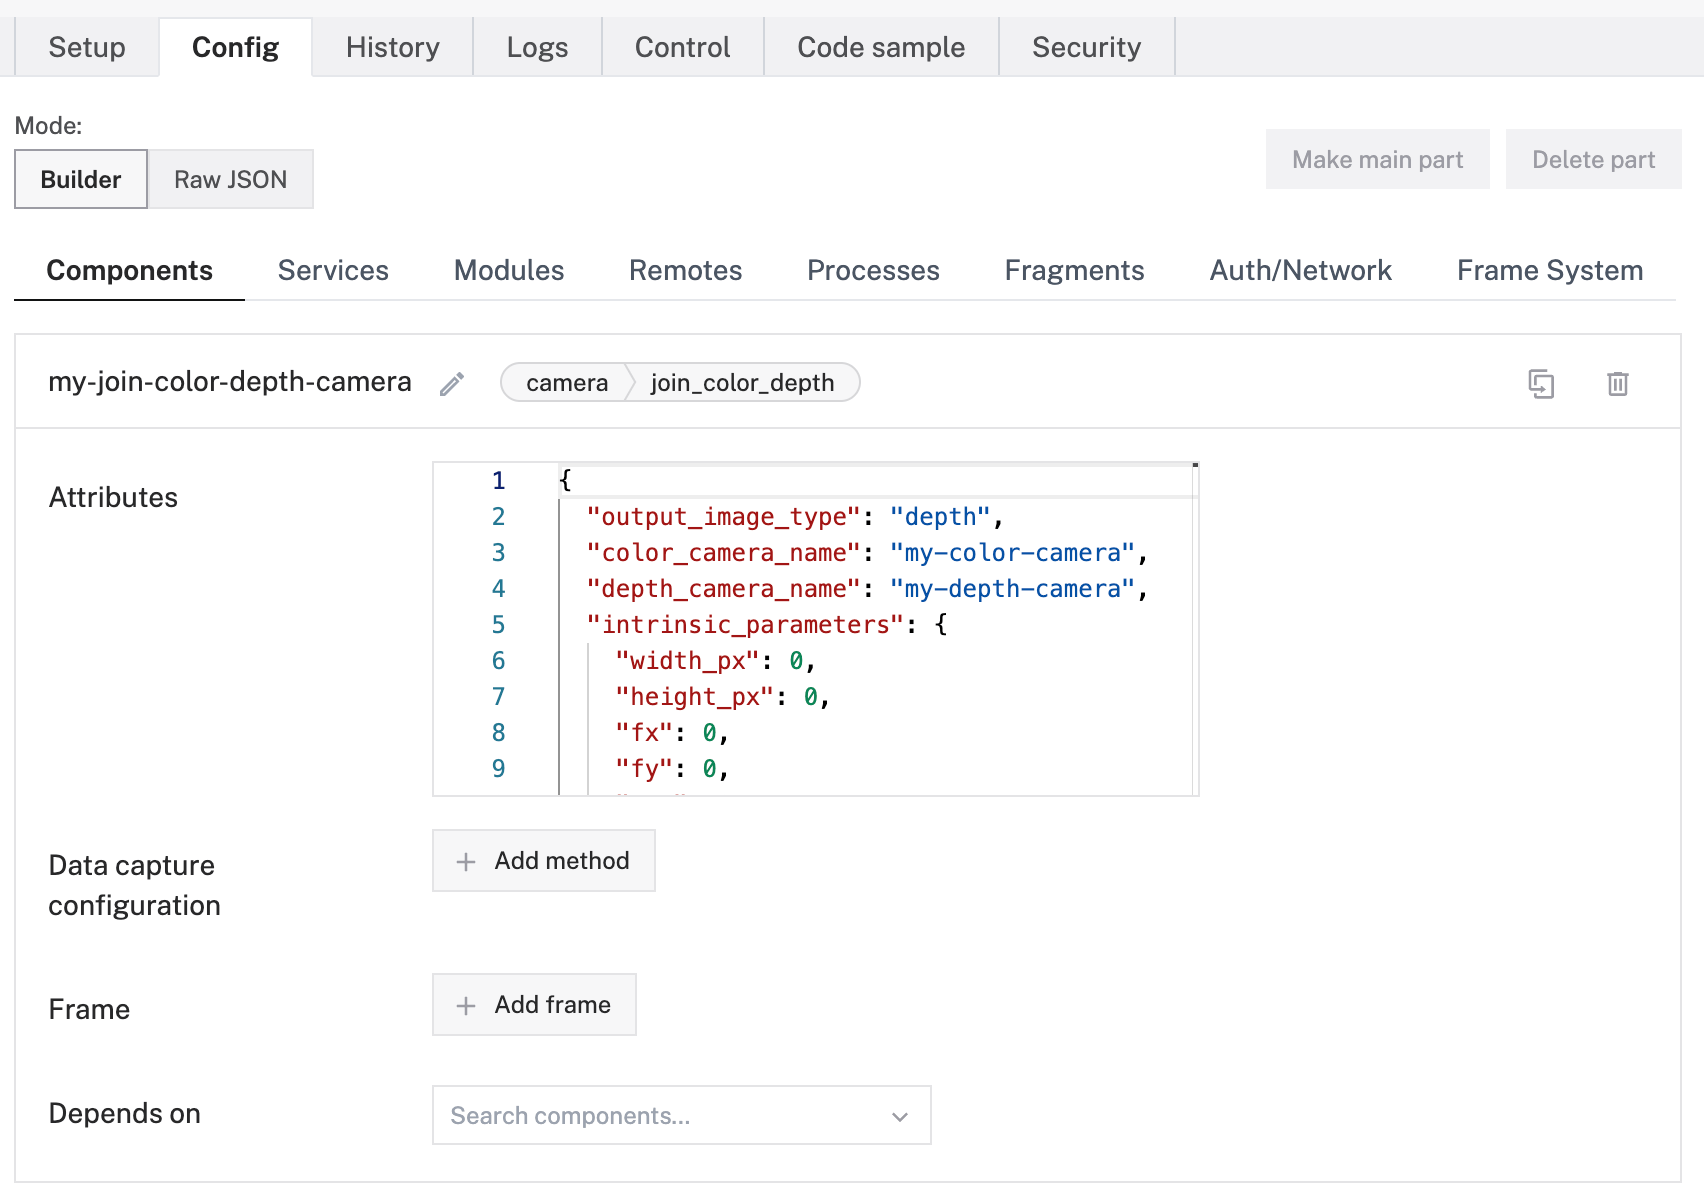 Setup Config History Logs Control Code sample Security
Mode:
Builder Raw JSON Make main part Delete part
Components Services Modules Remotes Processes Fragments Auth/Network Frame System
my-join-color-depth-camera camera join_color_depth
Attributes
1 {
2 "output_image_type": "depth",
3 "color_camera_name": "my-color-camera",
4 "depth_camera_name": "my-depth-camera",
5 "intrinsic_parameters": {
6 "width_px": 0,
7 "height_px": 0,
8 "fx": 0,
9 "fy": 0,
Data capture
configuration
+ Add method
Frame + Add frame
Depends on Search components...